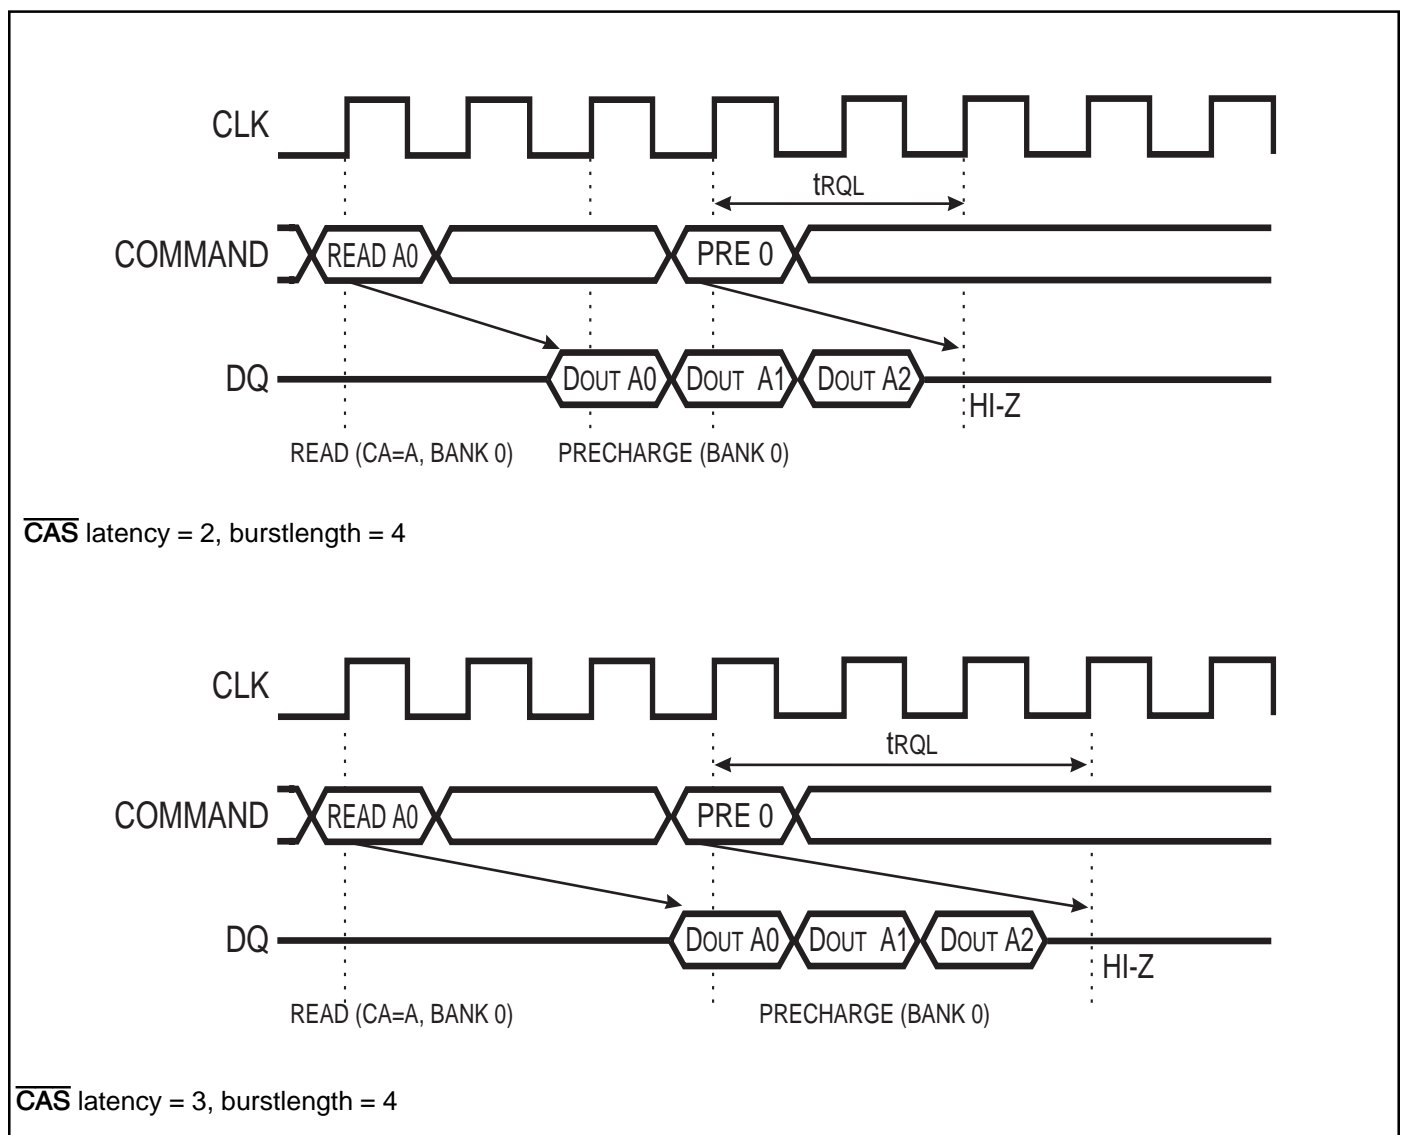 CLK
tRQL
COMMAND READ A0 PRE 0
DQ DOUT A0 DOUT A1 DOUT A2
HI-Z
READ (CA=A, BANK 0) PRECHARGE (BANK 0)
CAS latency = 2, burstlength = 4
CLK
tRQL
COMMAND READ A0 PRE 0
DQ DOUT A0 DOUT A1 DOUT A2
HI-Z
READ (CA=A, BANK 0) PRECHARGE (BANK 0)
CAS latency = 3, burstlength = 4